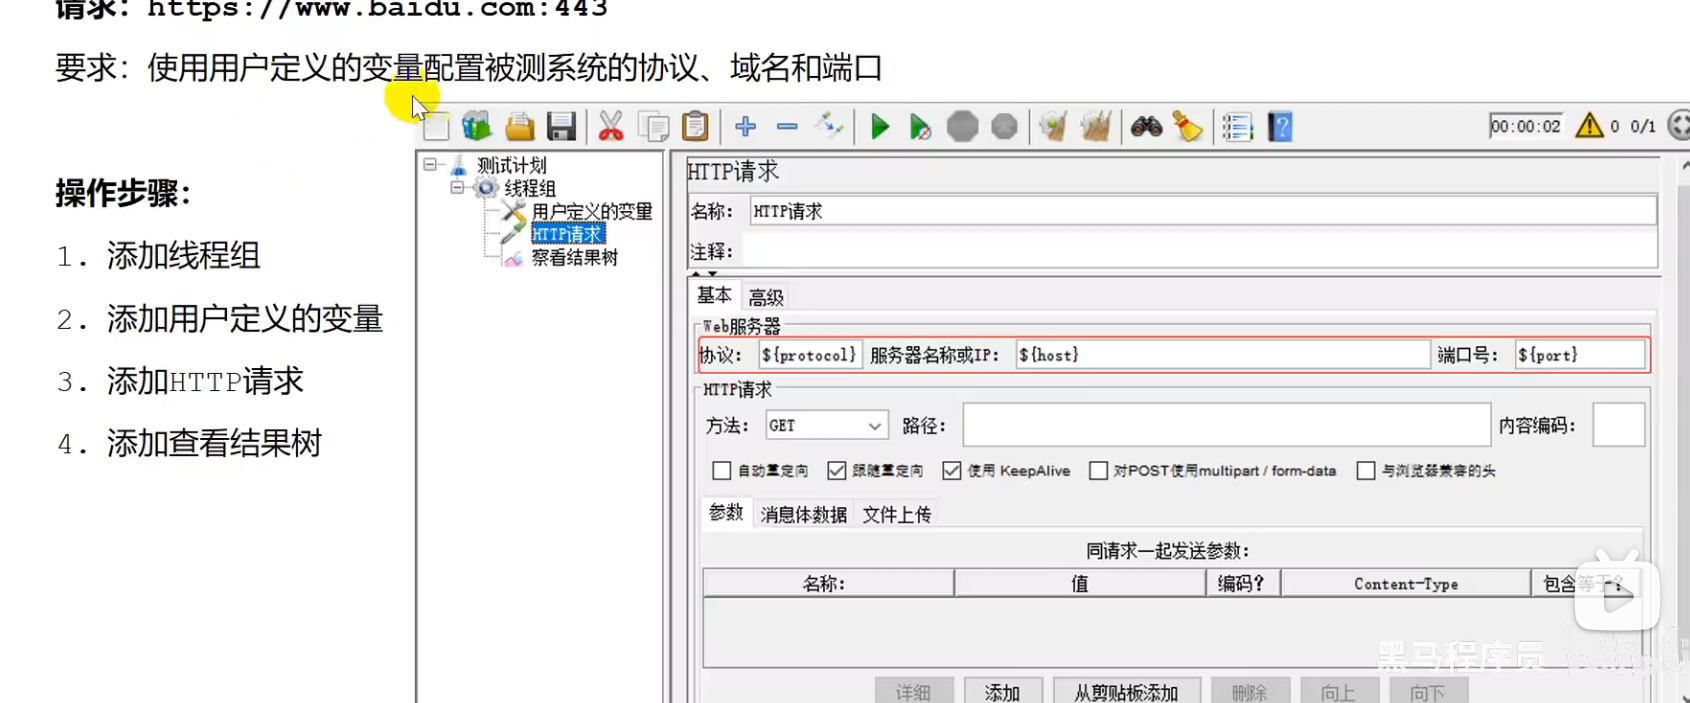 请求：https://www.baidu.com:443
要求：使用用户定义的变量配置被测系统的协议、域名和端口
操作步骤：
1. 添加线程组
2. 添加用户定义的变量
3. 添加HTTP请求
4. 添加查看结果树
00:00:02 0 0/1
测试计划
线程组
用户定义的变量
HTTP请求
察看结果树
HTTP请求
名称： HTTP请求
注释：
基本 高级
Web服务器
协议： ${protocol} 服务器名称或IP： ${host} 端口号： ${port}
HTTP请求
方法： GET 路径： 内容编码：
自动重定向 跟随重定向 使用 KeepAlive 对POST使用multipart / form-data 与浏览器兼容的头
参数 消息体数据 文件上传
同请求一起发送参数：
名称： 值 编码? Content-Type 包含等于?
详细 添加 从剪贴板添加 删除 向上 向下
黑马程序员